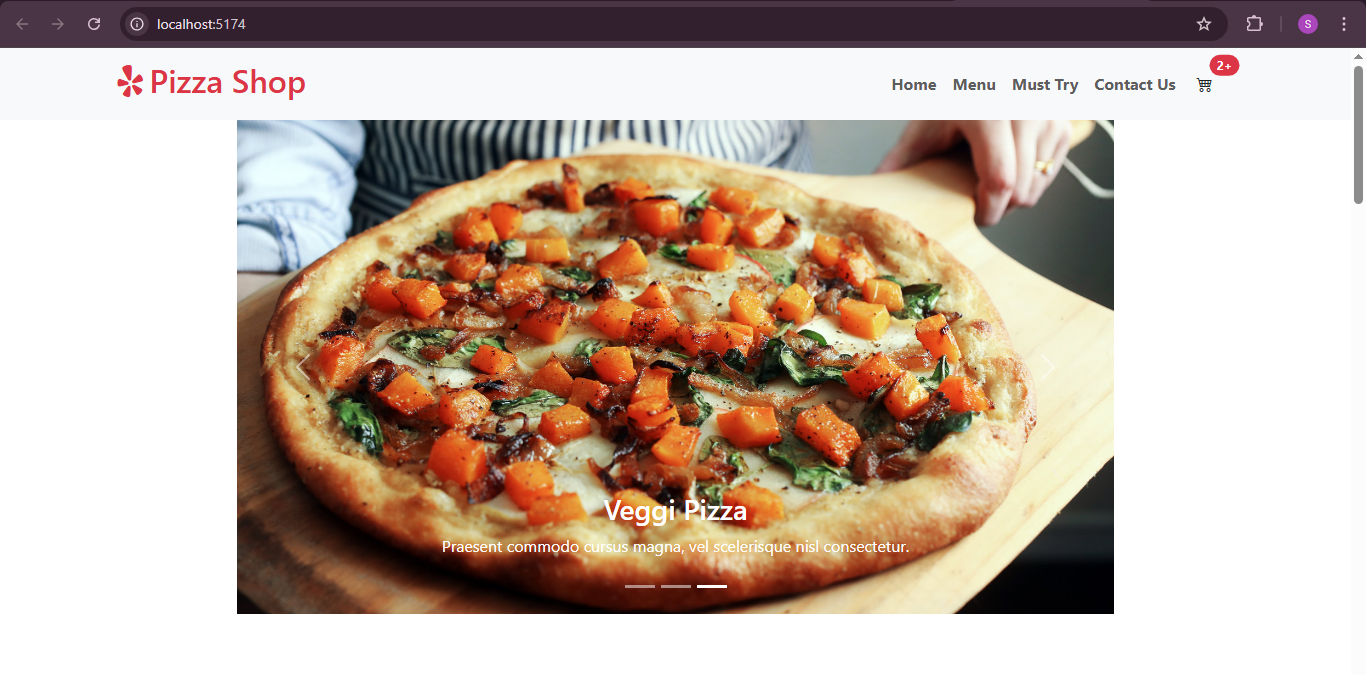 localhost:5174
S
Pizza Shop
Home Menu Must Try Contact Us 2+
Veggi Pizza
Praesent commodo cursus magna, vel scelerisque nisl consectetur.